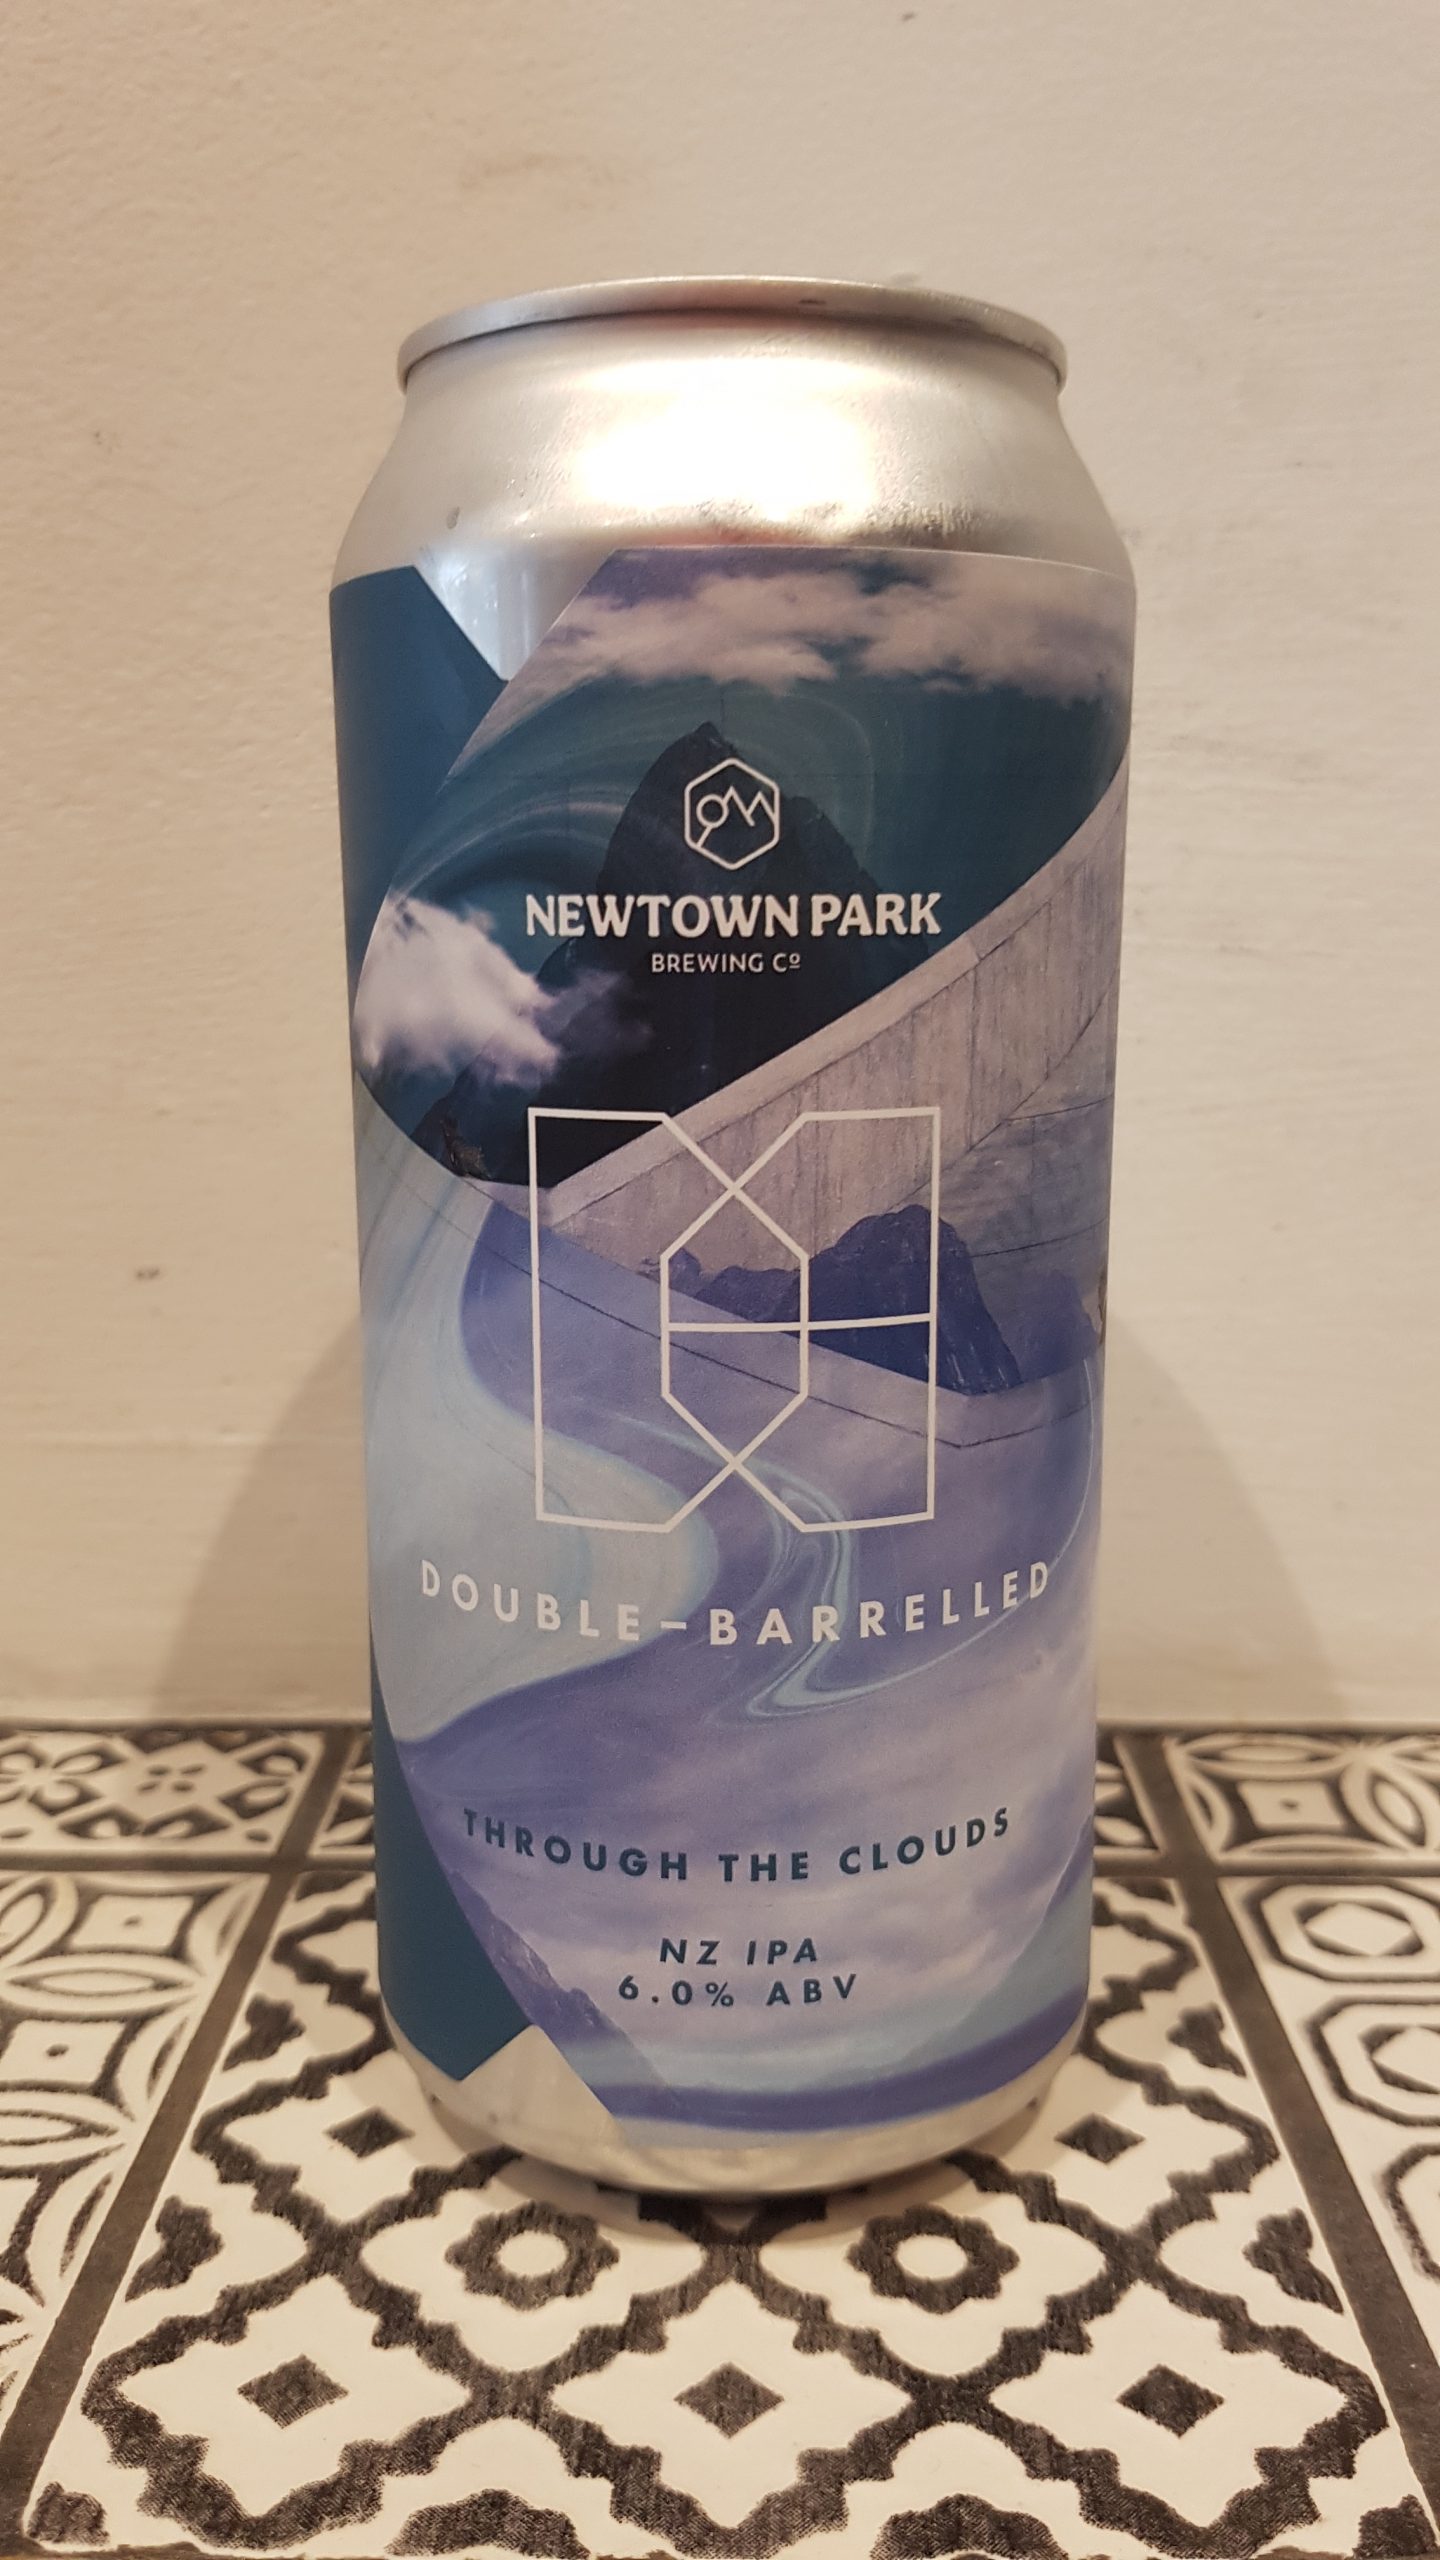 NEWTOWN PARK
BREWING Cº
DOUBLE-BARRELLED
THROUGH THE CLOUDS
NZ IPA
6.0% ABV